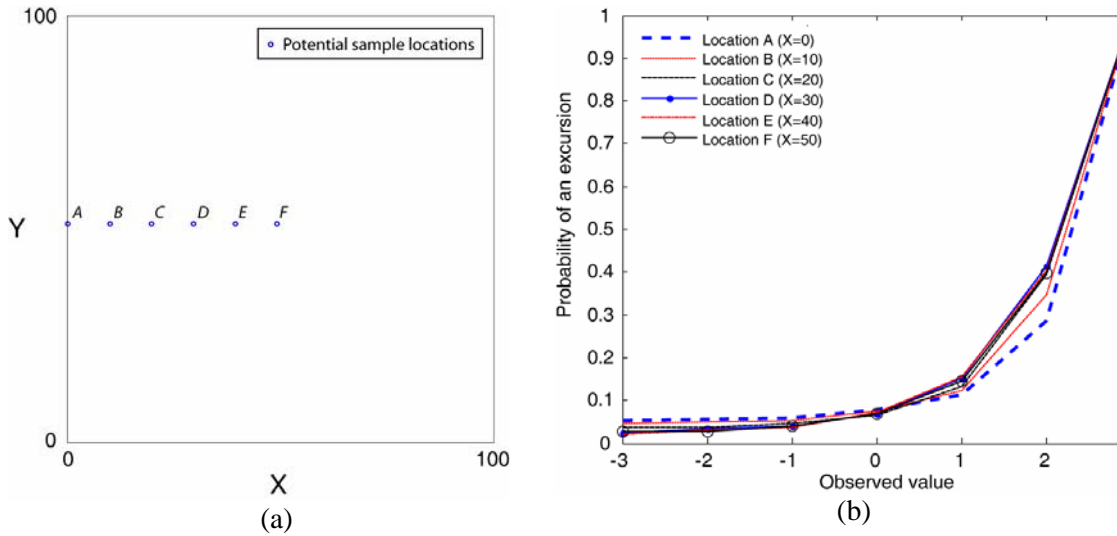 100
Potential sample locations
A B C D E F
Y
0
0 100
X
(a)
1
0.9
0.8
0.7
0.6
0.5
0.4
0.3
0.2
0.1
0
Probability of an excursion
Location A (X=0)
Location B (X=10)
Location C (X=20)
Location D (X=30)
Location E (X=40)
Location F (X=50)
-3 -2 -1 0 1 2
Observed value
(b)